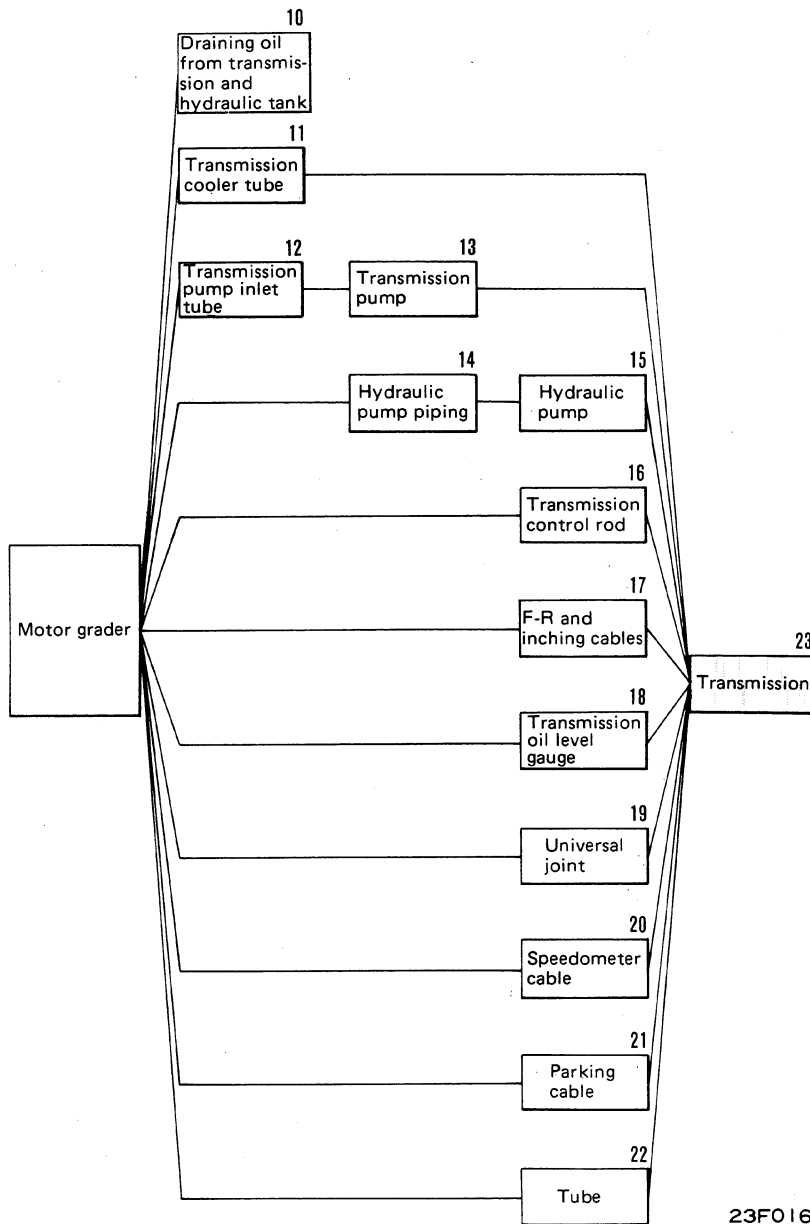 10
Draining oil
from transmis-
sion and
hydraulic tank
11
Transmission
cooler tube
12
Transmission
pump inlet
tube
13
Transmission
pump
14
Hydraulic
pump piping
15
Hydraulic
pump
16
Transmission
control rod
Motor grader
17
F-R and
inching cables
23
Transmission
18
Transmission
oil level
gauge
19
Universal
joint
20
Speedometer
cable
21
Parking
cable
22
Tube
23F016